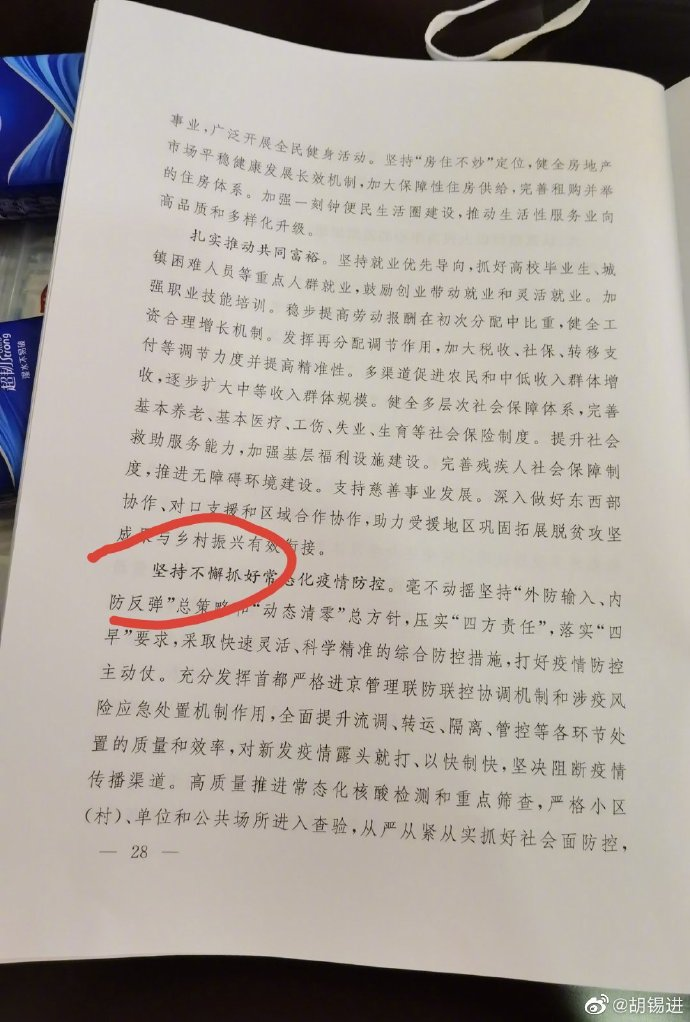 事业,广泛开展全民健身活动。坚持“房住不炒”定位,健全房地产
市场平稳健康发展长效机制,加大保障性住房供给,完善租购并举
的住房体系。加强一刻钟便民生活圈建设,推动生活性服务业向
高品质和多样化升级。
扎实推动共同富裕。坚持就业优先导向,抓好高校毕业生、城
镇困难人员等重点人群就业,鼓励创业带动就业和灵活就业。加
强职业技能培训。稳步提高劳动报酬在初次分配中比重,健全工
资合理增长机制。发挥再分配调节作用,加大税收、社保、转移支
付等调节力度并提高精准性。多渠道促进农民和中低收入群体增
收,逐步扩大中等收入群体规模。健全多层次社会保障体系,完善
基本养老、基本医疗、工伤、失业、生育等社会保险制度。提升社会
救助服务能力,加强基层福利设施建设。完善残疾人社会保障制
度,推进无障碍环境建设。支持慈善事业发展。深入做好东西部
协作、对口支援和区域合作协作,助力受援地区巩固拓展脱贫攻坚
成果与乡村振兴有效衔接。
坚持不懈抓好常态化疫情防控。毫不动摇坚持“外防输入、内
防反弹”总策略和“动态清零”总方针,压实“四方责任”,落实“四
早”要求,采取快速灵活、科学精准的综合防控措施,打好疫情防控
主动仗。充分发挥首都严格进京管理联防联控协调机制和涉疫风
险应急处置机制作用,全面提升流调、转运、隔离、管控等各环节处
置的质量和效率,对新发疫情露头就打、以快制快,坚决阻断疫情
传播渠道。高质量推进常态化核酸检测和重点筛查,严格小区
(村)、单位和公共场所进入查验,从严从紧从实抓好社会面防控,
— 28 —
超韧
Strong
湿水不易破
@胡锡进